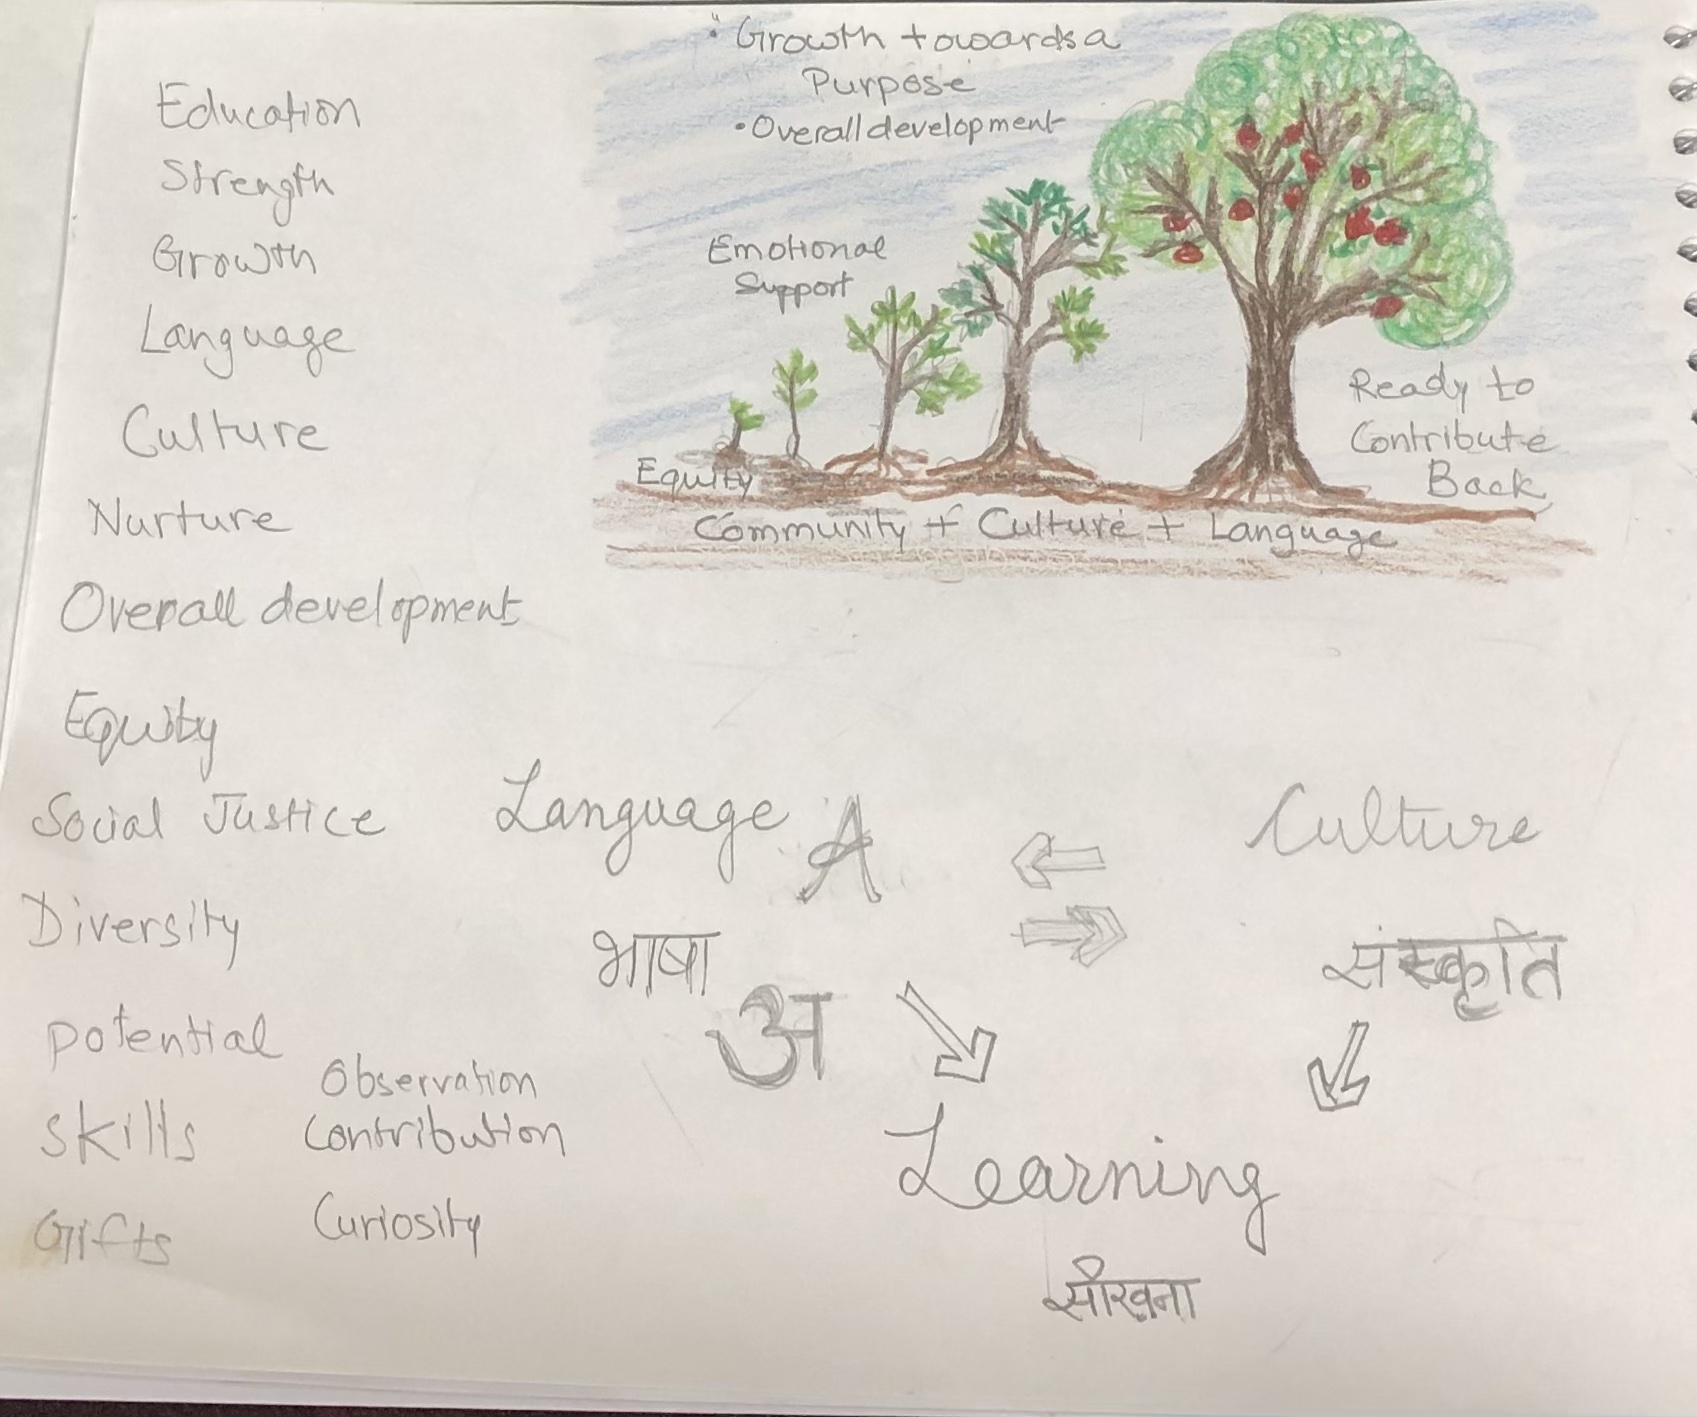 Education
Strength
Growth
Language
Culture
Nurture
Overall development
Equity
Social Justice
Diversity
potential
Skills
Gifts
Observation
Contribution
Curiosity
• Growth towards a
Purpose
• Overall development
Emotional
Support
Ready to
Contribute
Back
Equity
Community + Culture + Language
Language A
भाषा
अ
Culture
संस्कृति
Learning
सीखना